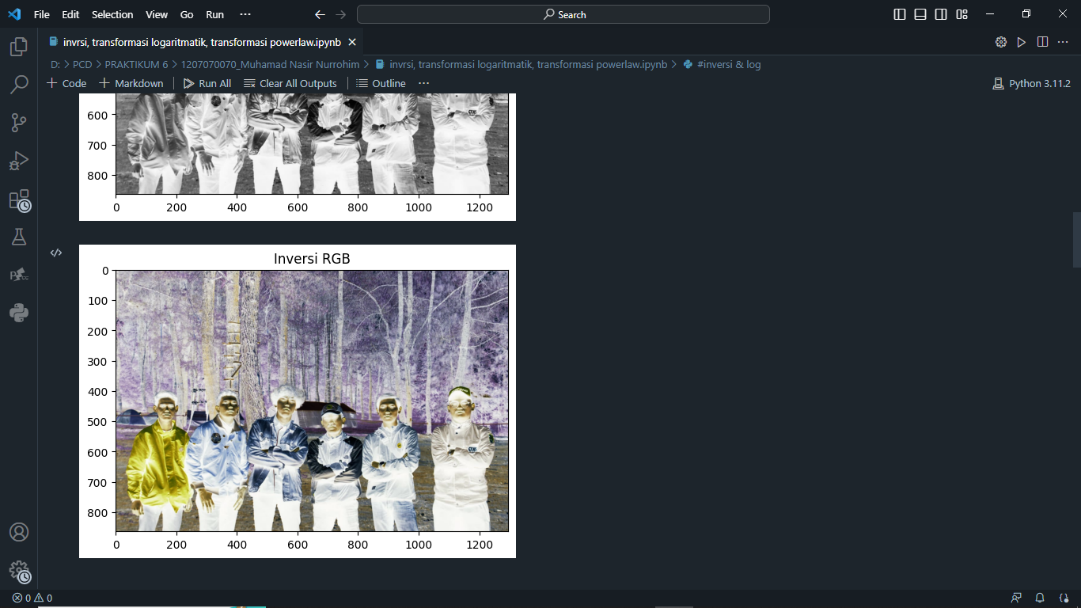 File Edit Selection View Go Run ··· Search
invrsi, transformasi logaritmatik, transformasi powerlaw.ipynb
D: > PCD > PRAKTIKUM 6 > 1207070070_Muhamad Nasir Nurrohim > invrsi, transformasi logaritmatik, transformasi powerlaw.ipynb > #inversi & log
+ Code + Markdown Run All Clear All Outputs Outline ··· Python 3.11.2
600
700
800
0 200 400 600 800 1000 1200
Inversi RGB
0
100
200
300
400
500
600
700
800
0 200 400 600 800 1000 1200
0 0